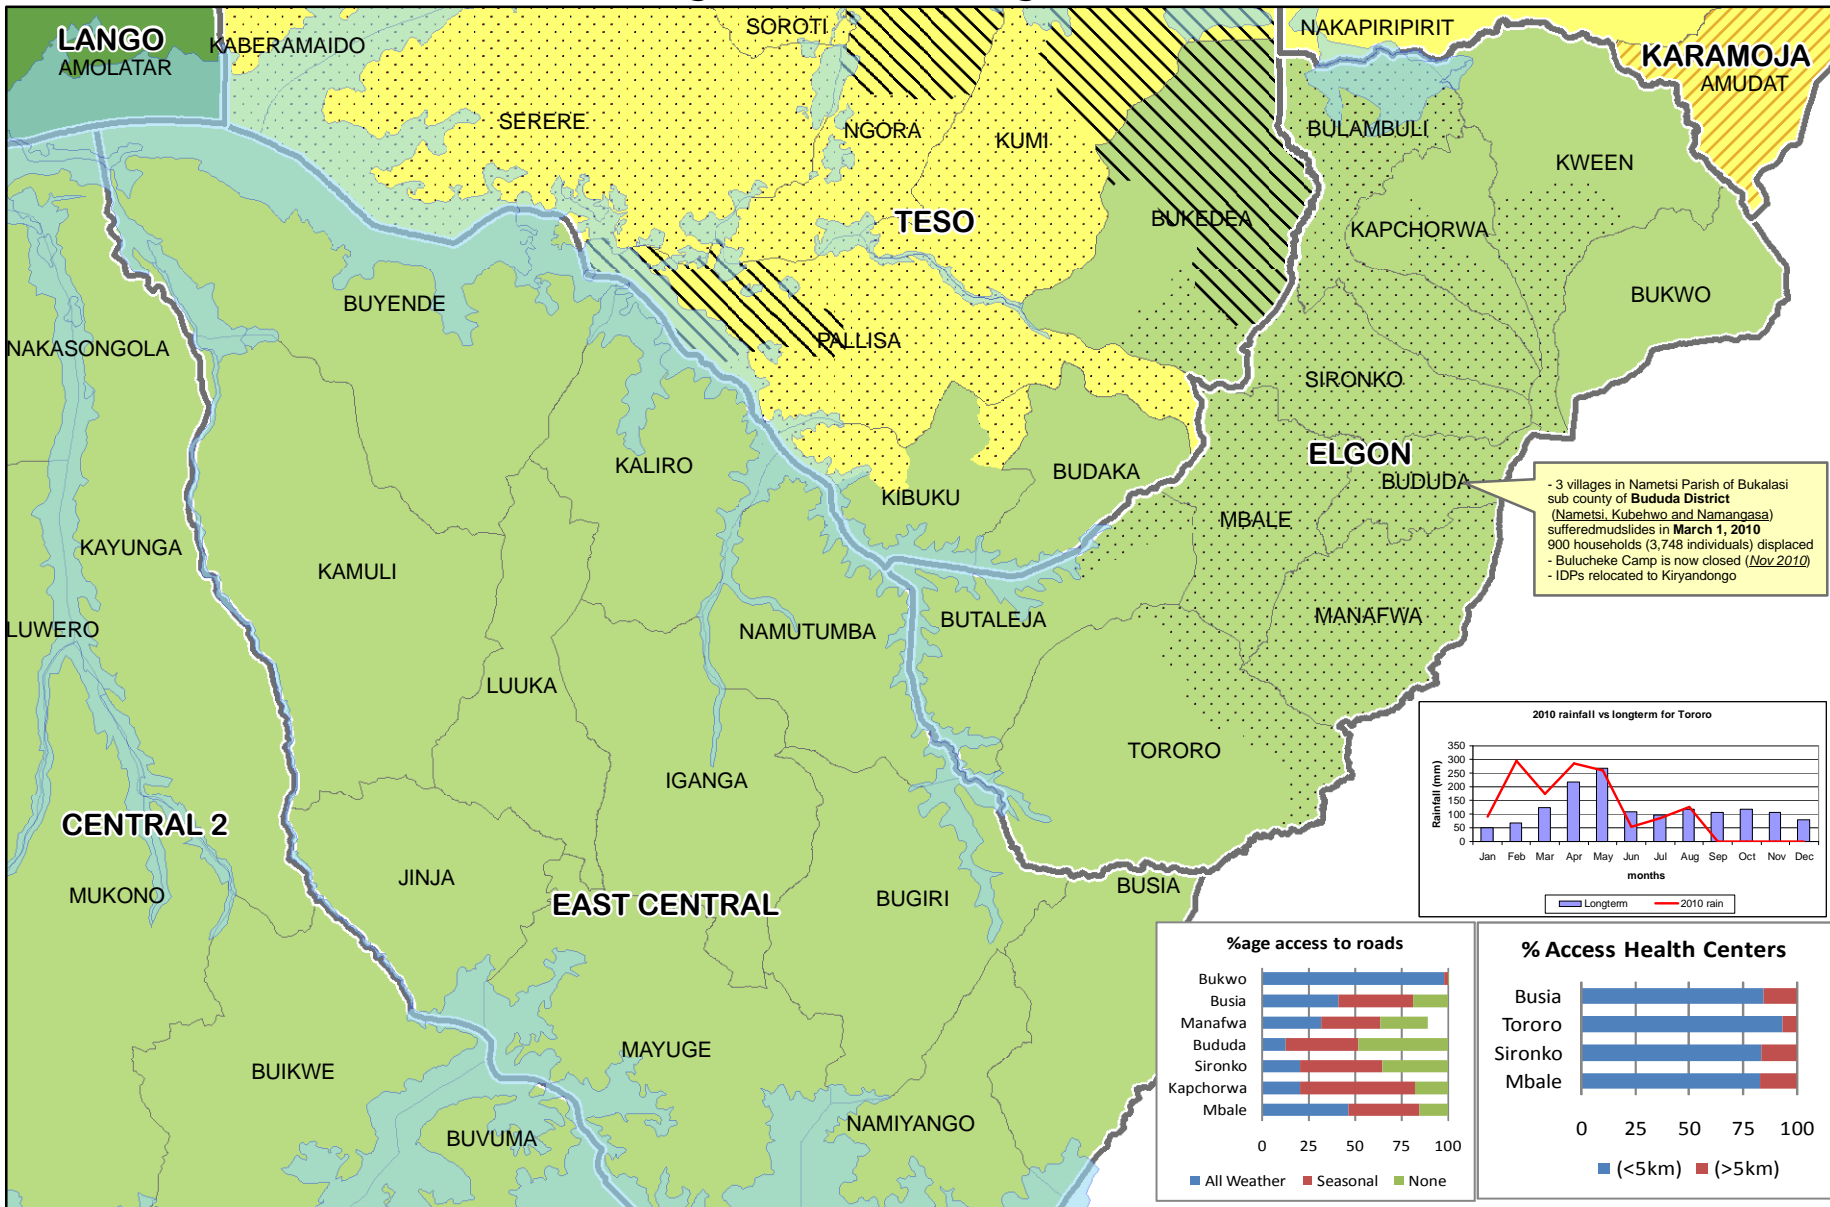 LANGO
AMOLATAR
KABERAMAIDO
SOROTI
NAKAPIRIPIRIT
KARAMOJA
AMUDAT
SERERE
NGORA
KUMI
BULAMBULI
KWEEN
TESO
BUKEDEA
KAPCHORWA
BUYENDE
BUKWO
NAKASONGOLA
PALLISA
SIRONKO
KALIRO
BUDAKA
ELGON
BUDUDA
KIBUKU
MBALE
KAYUNGA
KAMULI
LUWERO
NAMUTUMBA
BUTALEJA
MANAFWA
LUUKA
TORORO
IGANGA
CENTRAL 2
MUKONO
JINJA
EAST CENTRAL
BUGIRI
BUSIA
BUIKWE
MAYUGE
BUVUMA
NAMIYANGO
- 3 villages in Nametsi Parish of Bukalasi
sub county of Bududa District
(Nametsi, Kubehwo and Namangasa)
sufferedmudslides in March 1, 2010
900 households (3,748 individuals) displaced
- Bulucheke Camp is now closed (Nov 2010)
- IDPs relocated to Kiryandongo
2010 rainfall vs longterm for Tororo
Rainfall (mm)
350
300
250
200
150
100
50
0
Jan Feb Mar Apr May Jun Jul Aug Sep Oct Nov Dec
months
Longterm 2010 rain
%age access to roads
Bukwo
Busia
Manafwa
Bududa
Sironko
Kapchorwa
Mbale
0 25 50 75 100
All Weather Seasonal None
% Access Health Centers
Busia
Tororo
Sironko
Mbale
0 25 50 75 100
(<5km) (>5km)